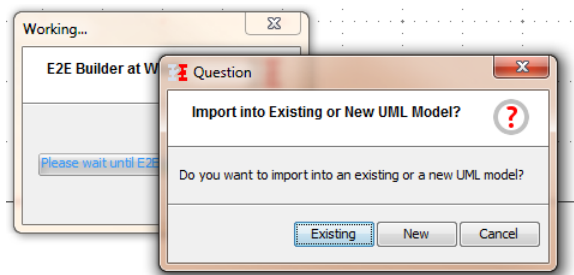 Working...
E2E Builder at W
Please wait until E2E
Question
Import into Existing or New UML Model?
Do you want to import into an existing or a new UML model?
Existing
New
Cancel